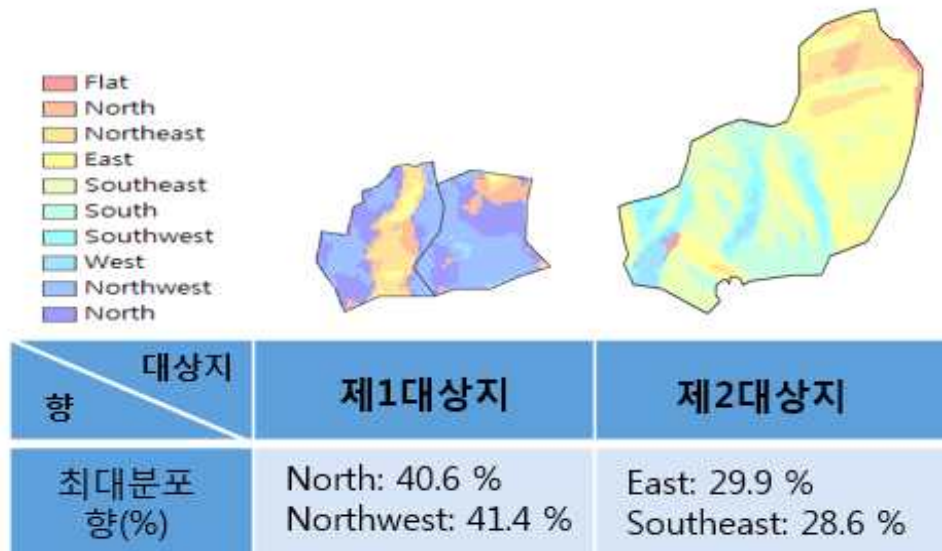 Flat
North
Northeast
East
Southeast
South
Southwest
West
Northwest
North
대상지
향
제1대상지
제2대상지
최대분포
향(%)
North: 40.6 %
Northwest: 41.4 %
East: 29.9 %
Southeast: 28.6 %